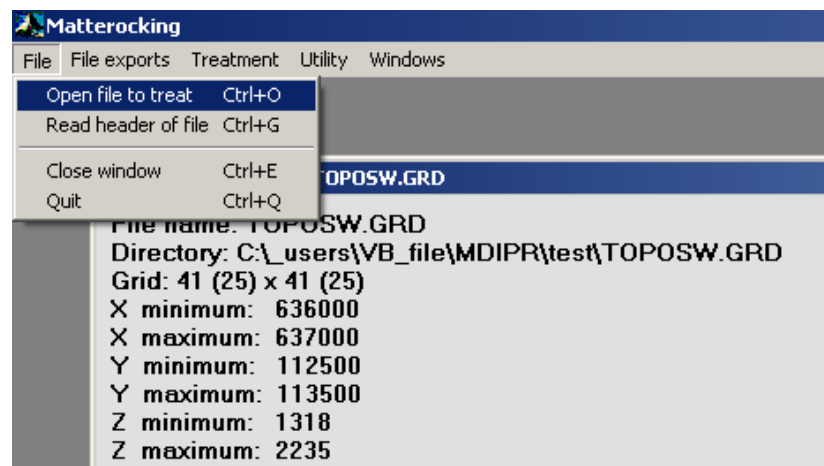 Matterocking
File File exports Treatment Utility Windows
Open file to treat Ctrl+O
Read header of file Ctrl+G
Close window Ctrl+E
Quit Ctrl+Q
TOPOSW.GRD
File name: TOPOSW.GRD
Directory: C:\_users\VB_file\MDIPR\test\TOPOSW.GRD
Grid: 41 (25) x 41 (25)
X minimum: 636000
X maximum: 637000
Y minimum: 112500
Y maximum: 113500
Z minimum: 1318
Z maximum: 2235